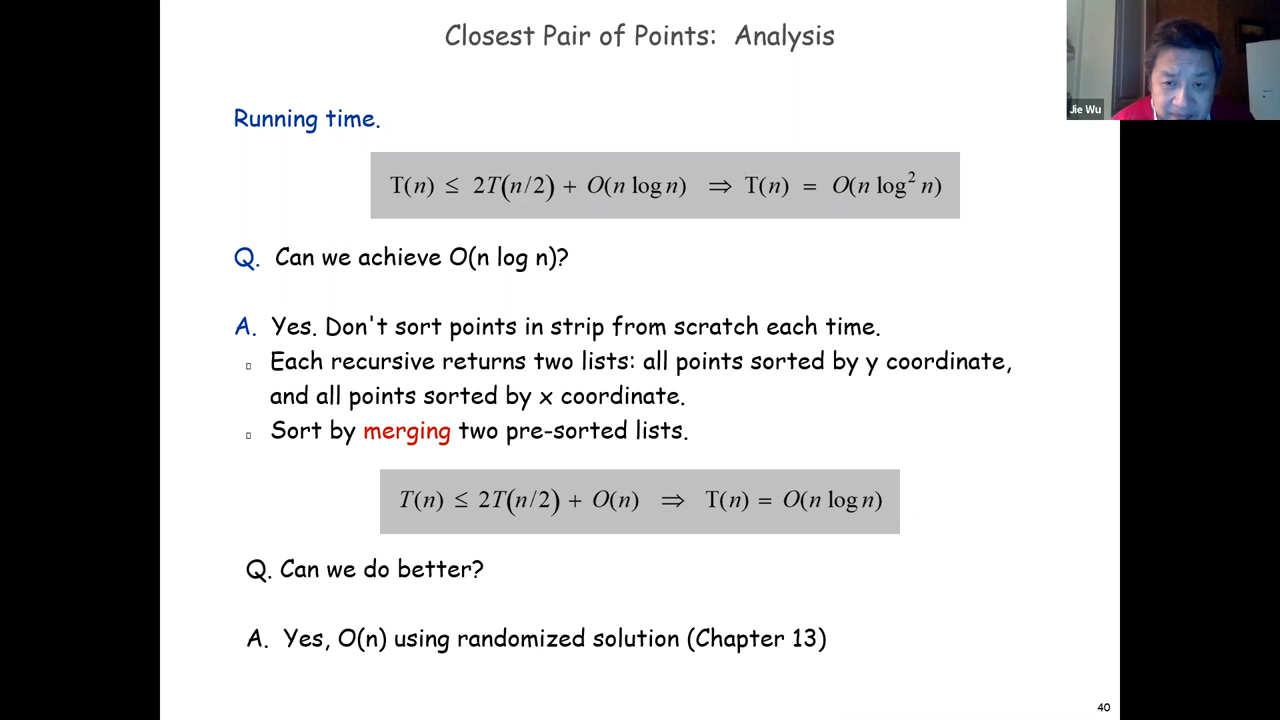 Closest Pair of Points: Analysis
Jie Wu
Running time.
T(n) ≤ 2T(n/2) + O(n log n) ⇒ T(n) = O(n log² n)
Q. Can we achieve O(n log n)?
A. Yes. Don't sort points in strip from scratch each time.
▯ Each recursive returns two lists: all points sorted by y coordinate,
and all points sorted by x coordinate.
▯ Sort by merging two pre-sorted lists.
T(n) ≤ 2T(n/2) + O(n) ⇒ T(n) = O(n log n)
Q. Can we do better?
A. Yes, O(n) using randomized solution (Chapter 13)
40